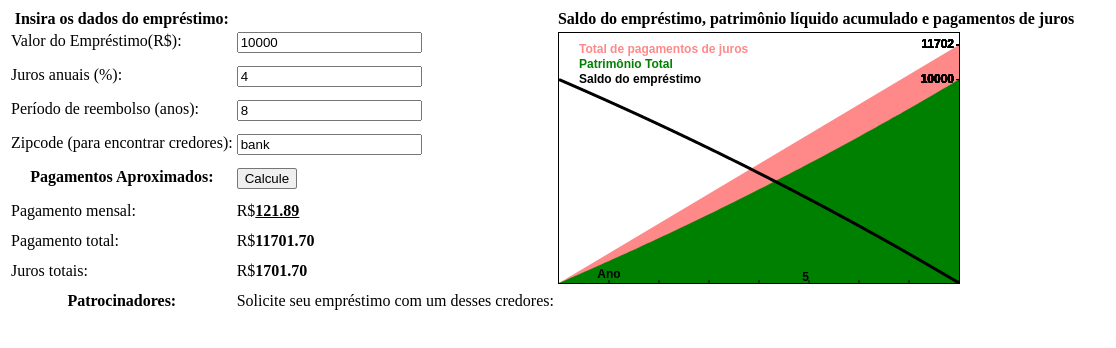 Insira os dados do empréstimo:
Valor do Empréstimo(R$): 10000
Juros anuais (%): 4
Período de reembolso (anos): 8
Zipcode (para encontrar credores): bank
Pagamentos Aproximados: Calcule
Pagamento mensal: R$121.89
Pagamento total: R$11701.70
Juros totais: R$1701.70
Patrocinadores: Solicite seu empréstimo com um desses credores:
Saldo do empréstimo, patrimônio líquido acumulado e pagamentos de juros
Total de pagamentos de juros
Patrimônio Total
Saldo do empréstimo
11702
10000
Ano
5